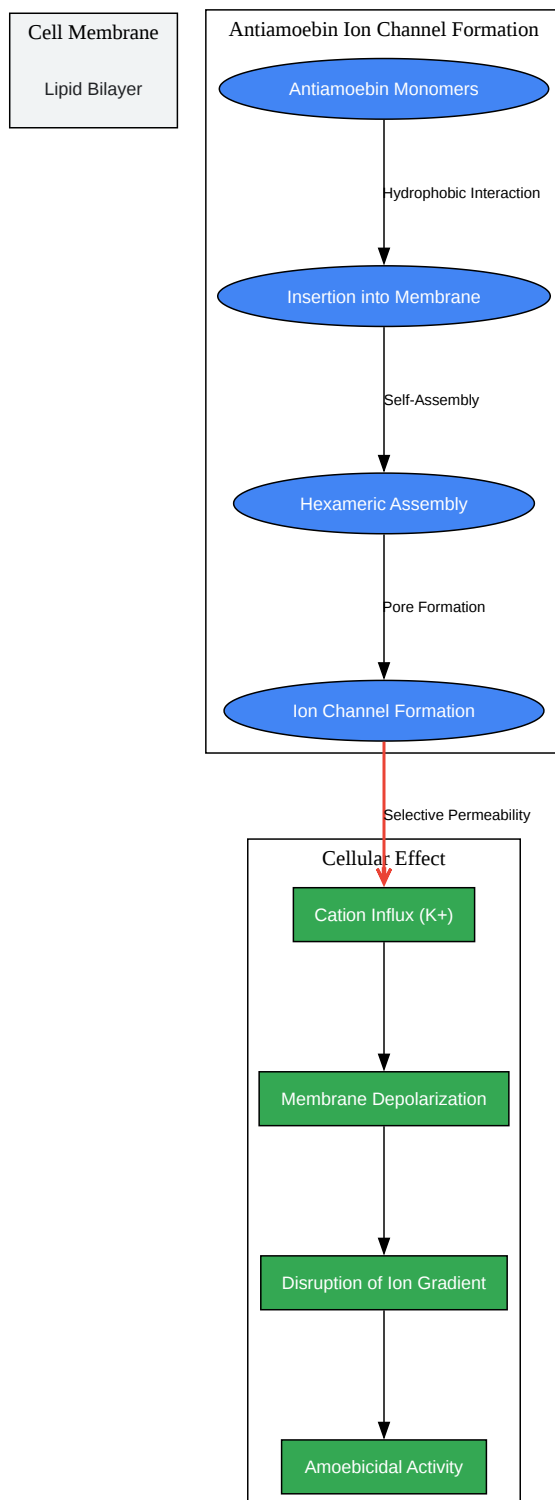 Cell Membrane
Lipid Bilayer
Antiamoebin Ion Channel Formation
Antiamoebin Monomers
Hydrophobic Interaction
Insertion into Membrane
Self-Assembly
Hexameric Assembly
Pore Formation
Ion Channel Formation
Selective Permeability
Cellular Effect
Cation Influx (K+)
Membrane Depolarization
Disruption of Ion Gradient
Amoebicidal Activity